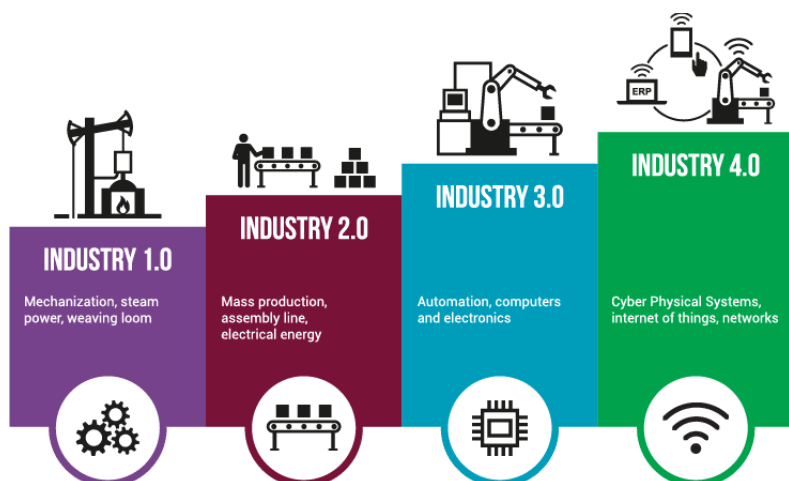 ERP
INDUSTRY 1.0
Mechanization, steam
power, weaving loom
INDUSTRY 2.0
Mass production,
assembly line,
electrical energy
INDUSTRY 3.0
Automation, computers
and electronics
INDUSTRY 4.0
Cyber Physical Systems,
internet of things, networks